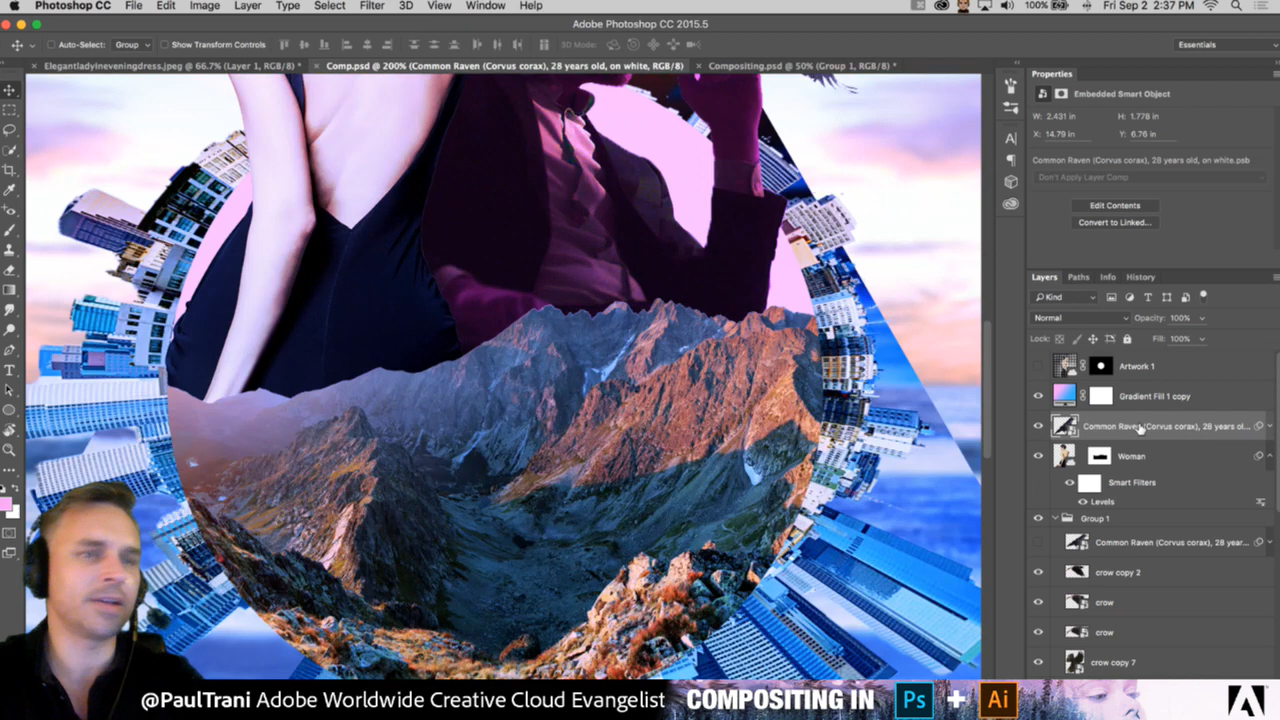 Photoshop CC File Edit Image Layer Type Select Filter 3D View Window Help 100% Fri Sep 2 2:37 PM
Adobe Photoshop CC 2015.5
Auto-Select: Group Show Transform Controls 3D Mode: Essentials
Elegantladyineveningdress.jpeg @ 66.7% (Layer 1, RGB/8) * Comp.psd @ 200% (Common Raven (Corvus corax), 28 years old, on white, RGB/8) Compositing.psd @ 50% (Group 1, RGB/8) *
Properties
Embedded Smart Object
W: 2.431 in H: 1.778 in
X: 14.79 in Y: 6.76 in
Common Raven (Corvus corax), 28 years old, on white.psb
Don't Apply Layer Comp
Edit Contents
Convert to Linked...
Layers Paths Info History
Kind
Normal Opacity: 100%
Lock: Fill: 100%
Artwork 1
Gradient Fill 1 copy
Common Raven (Corvus corax), 28 years ol...
Woman
Smart Filters
Levels
Group 1
Common Raven (Corvus corax), 28 year...
crow copy 2
crow
crow
crow copy 7
@PaulTrani Adobe Worldwide Creative Cloud Evangelist COMPOSITING IN Ps + Ai